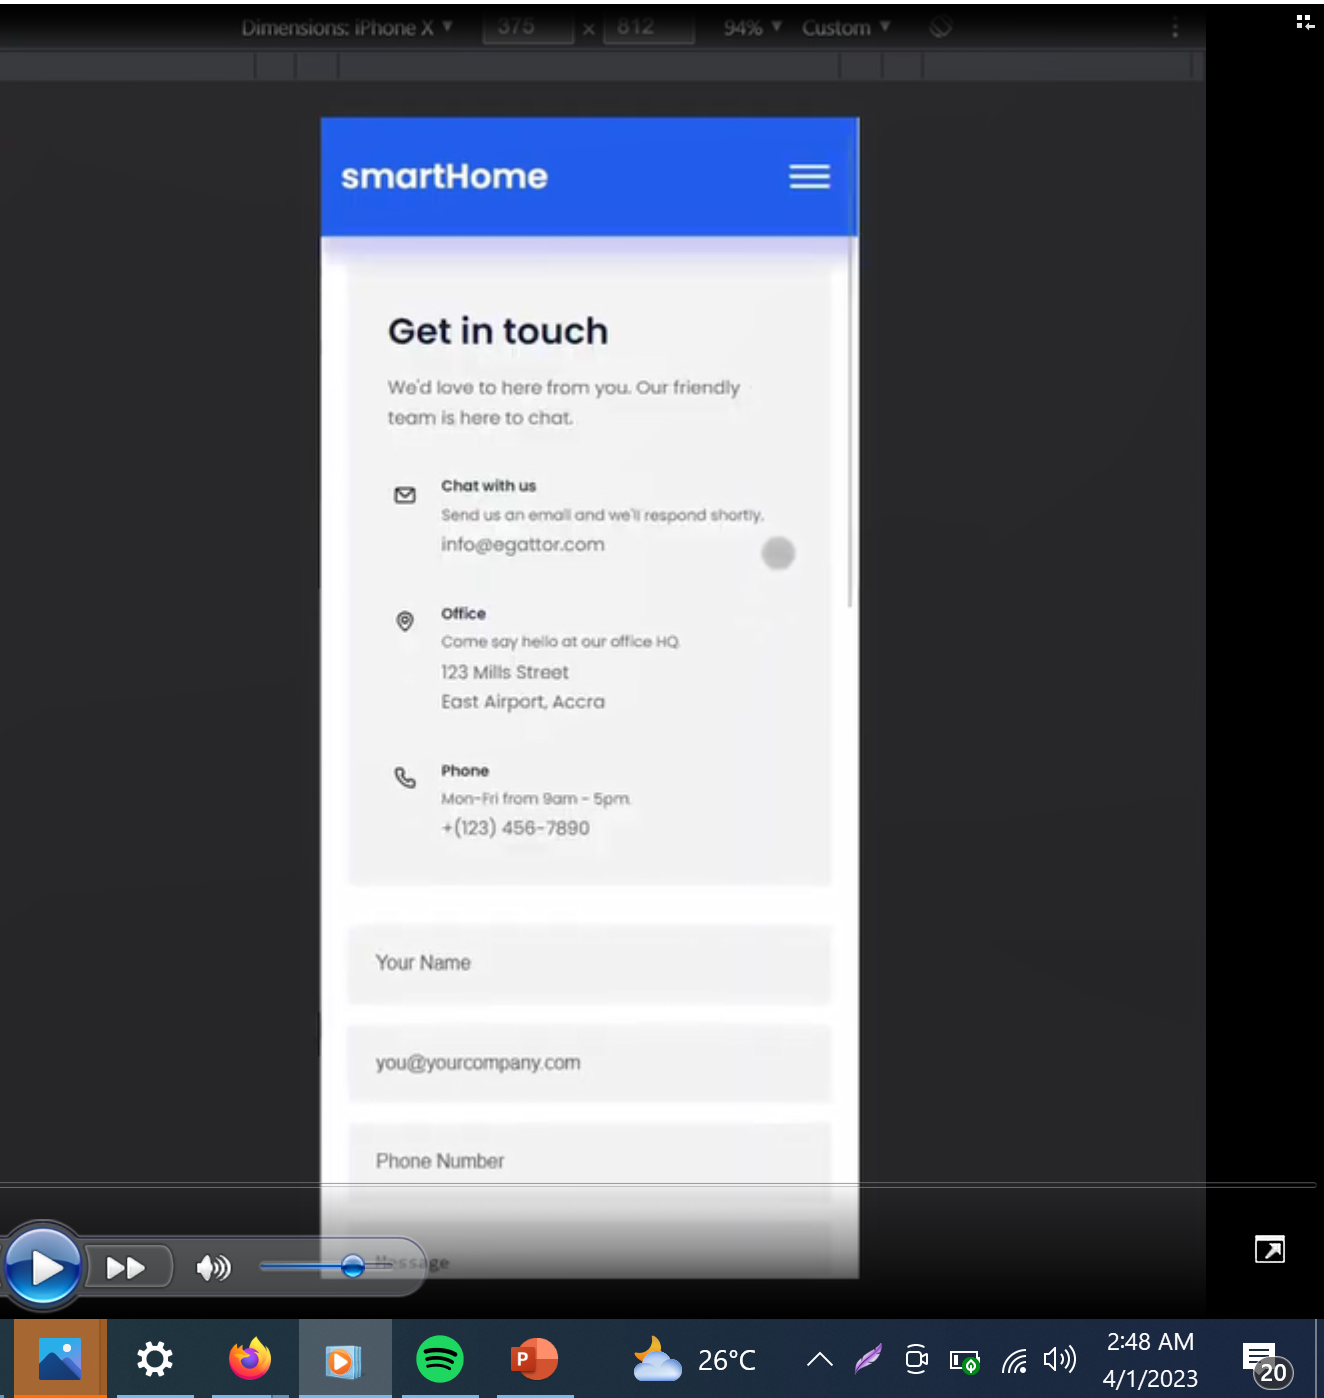 Dimensions: iPhone X ▼ 375 × 812 94% ▼ Custom ▼
smartHome
Get in touch
We'd love to here from you. Our friendly
team is here to chat.
Chat with us
Send us an email and we'll respond shortly.
info@egattor.com
Office
Come say hello at our office HQ.
123 Mills Street
East Airport, Accra
Phone
Mon-Fri from 9am - 5pm.
+(123) 456-7890
Your Name
you@yourcompany.com
Phone Number
Message
P
26°C
2:48 AM
4/1/2023
20